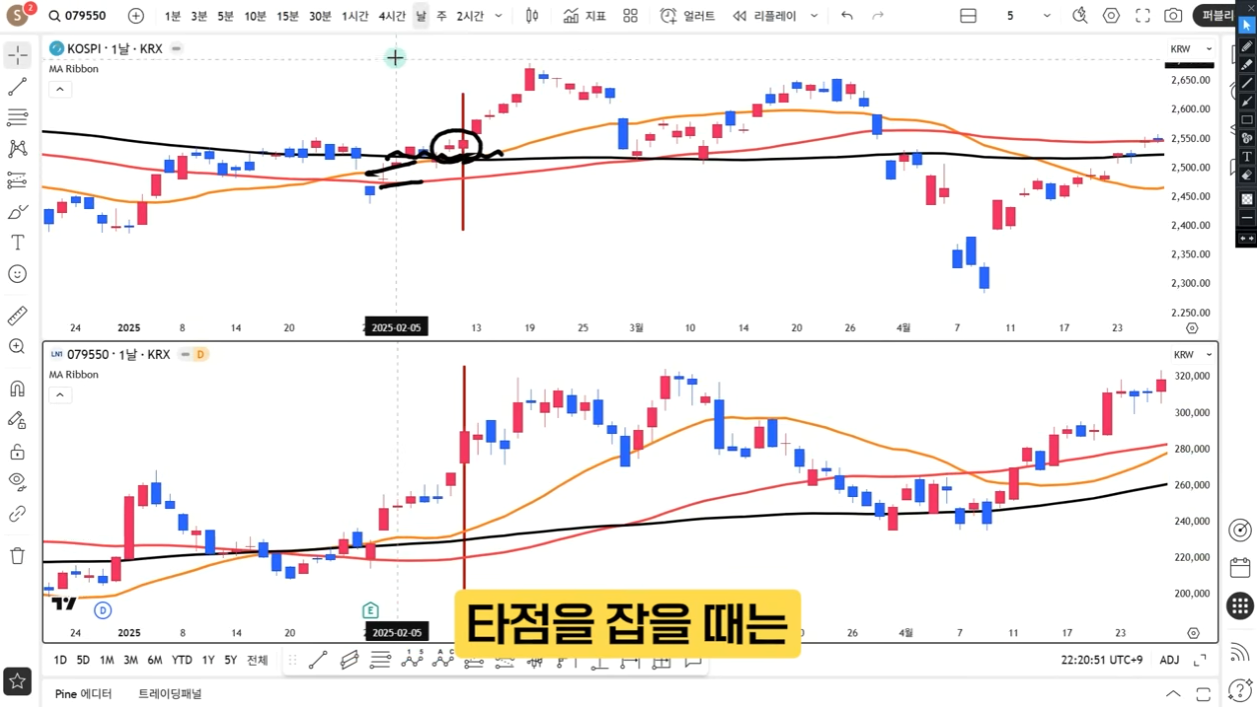 S 2 079550 1분 3분 5분 10분 15분 30분 1시간 4시간 날 주 2시간 지표 얼러트 리플레이 5 퍼블리
KOSPI · 1날 · KRX
KRW
MA Ribbon
2,650.00
2,600.00
2,550.00
2,500.00
2,450.00
2,400.00
2,350.00
2,300.00
2,250.00
24 2025 8 14 20 2025-02-05 13 19 25 3월 10 14 20 26 4월 7 11 17 23
LNT 079550 · 1날 · KRX D
KRW
MA Ribbon
320,000
300,000
280,000
260,000
240,000
220,000
200,000
D E
24 2025 8 14 20 2025-02-05 26 4월 7 11 17 23
타점을 잡을 때는
1D 5D 1M 3M 6M YTD 1Y 5Y 전체
22:20:51 UTC+9 ADJ
Pine 에디터 트레이딩패널